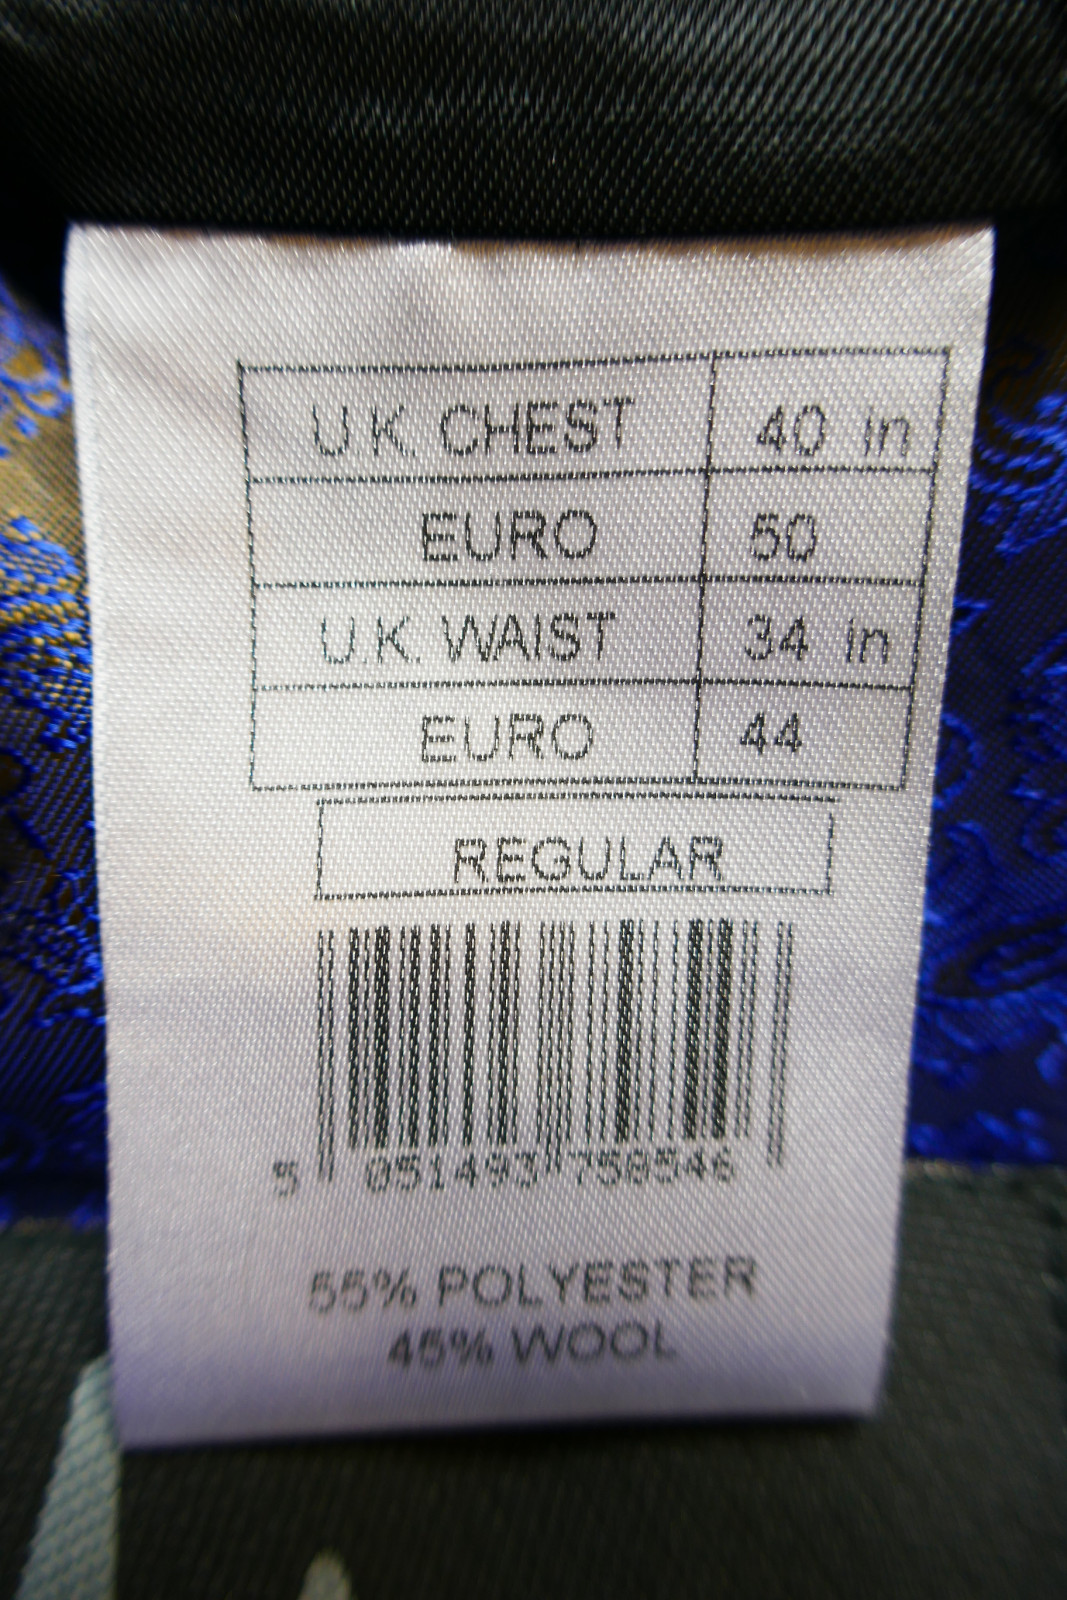 U.K. CHEST 40 in
EURO 50
U.K. WAIST 34 in
EURO 44
REGULAR
5 051493 758546
55% POLYESTER
45% WOOL